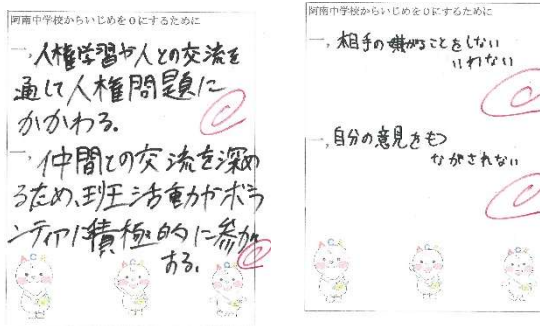 阿南中学校からいじめを0にするために
一、人権学習や人との交流を
通して人権問題に
かかわる。
一、仲間との交流を深め
るため、班活動やボラ
ンティアに積極的に参加
する。
阿南中学校からいじめを0にするために
一、相手の嫌がることをしない
いわない
一、自分の意見をもつ
ながされない